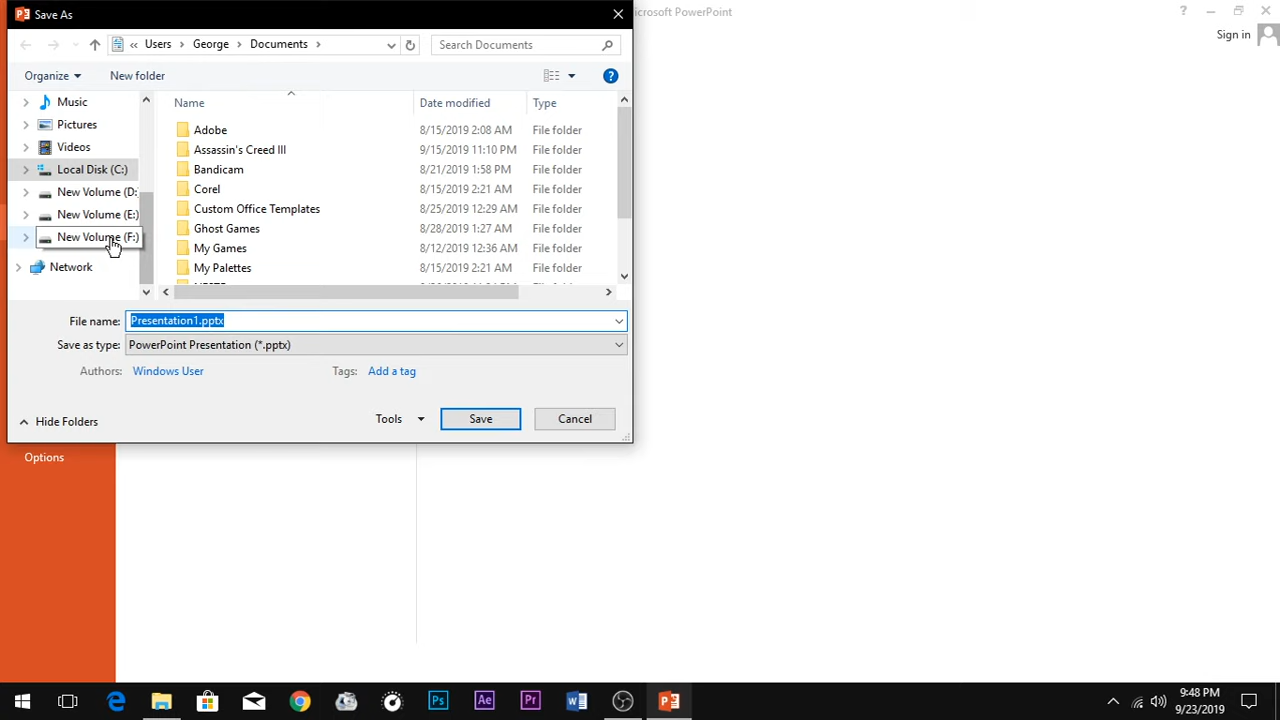 Save As
Microsoft PowerPoint
Sign in
« Users > George > Documents >
Search Documents
Organize
New folder
Music
Pictures
Videos
Local Disk (C:)
New Volume (D:
New Volume (E:)
New Volume (F:)
Network
Name Date modified Type
Adobe 8/15/2019 2:08 AM File folder
Assassin's Creed III 9/15/2019 11:10 PM File folder
Bandicam 8/21/2019 1:58 PM File folder
Corel 8/15/2019 2:21 AM File folder
Custom Office Templates 8/25/2019 12:29 AM File folder
Ghost Games 8/28/2019 1:27 AM File folder
My Games 8/12/2019 12:36 AM File folder
My Palettes 8/15/2019 2:21 AM File folder
File name: Presentation1.pptx
Save as type: PowerPoint Presentation (*.pptx)
Authors: Windows User Tags: Add a tag
Hide Folders
Tools
Save
Cancel
Options
Ps
Ae
Pr
9:48 PM
9/23/2019